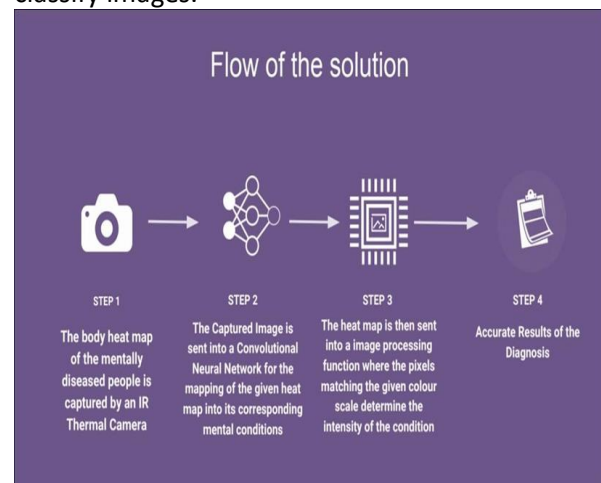 classify images.
Flow of the solution
STEP 1
The body heat map
of the mentally
diseased people is
captured by an IR
Thermal Camera
STEP 2
The Captured Image is
sent into a Convolutional
Neural Network for the
mapping of the given heat
map into its corresponding
mental conditions
STEP 3
The heat map is then sent
into a image processing
function where the pixels
matching the given colour
scale determine the
intensity of the condition
STEP 4
Accurate Results of the
Diagnosis